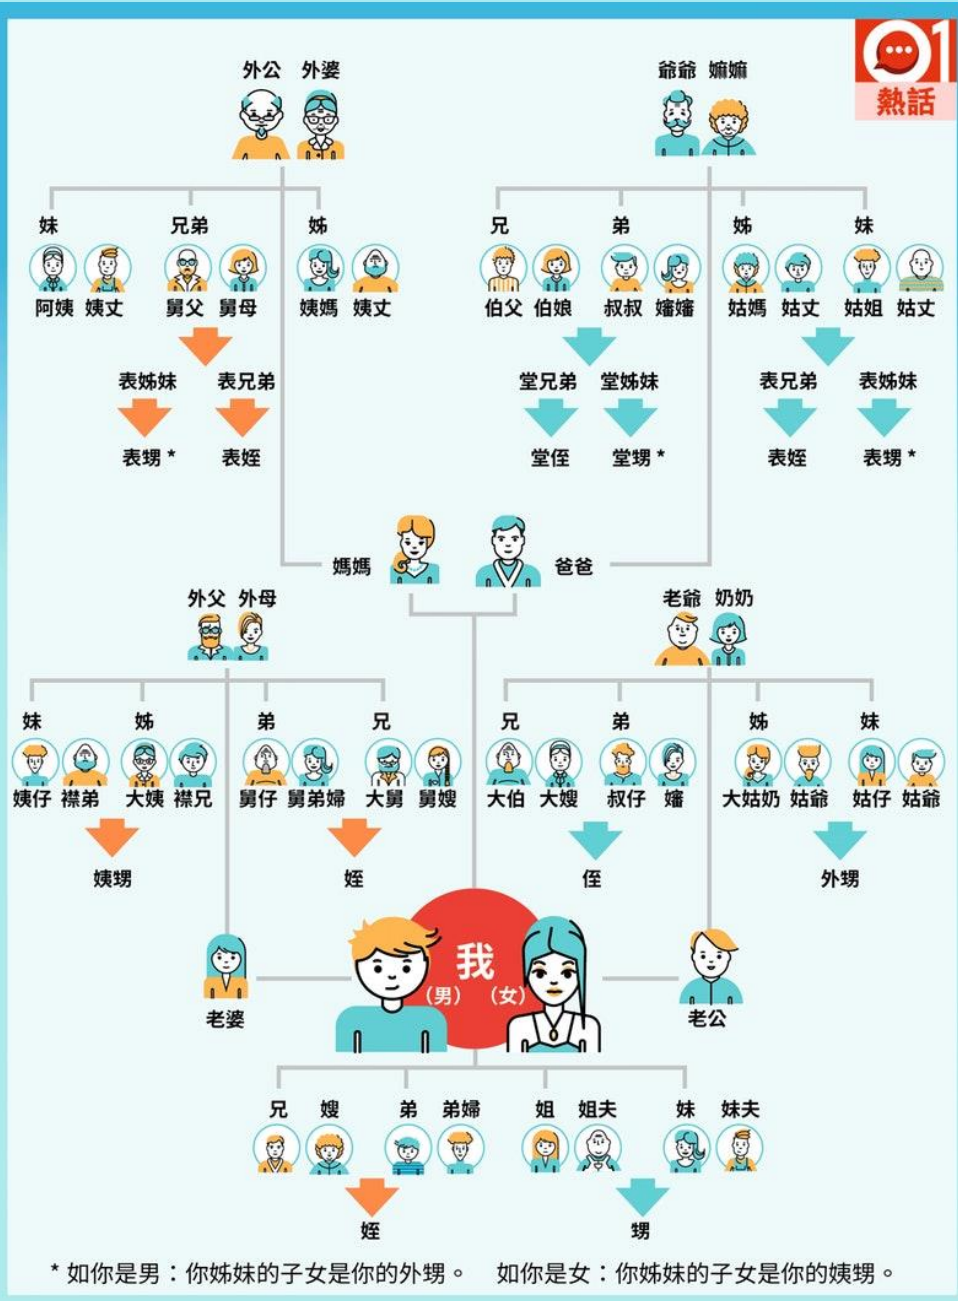 01
熱話
外公 外婆
爺爺 嫲嫲
妹 兄弟 姊
兄 弟 姊 妹
阿姨 姨丈 舅父 舅母 姨媽 姨丈
伯父 伯娘 叔叔 嬸嬸 姑媽 姑丈 姑姐 姑丈
表姊妹 表兄弟
堂兄弟 堂姊妹 表兄弟 表姊妹
表甥 * 表姪
堂侄 堂甥 * 表姪 表甥 *
媽媽 爸爸
外父 外母
老爺 奶奶
妹 姊 弟 兄
兄 弟 姊 妹
姨仔 襟弟 大姨 襟兄 舅仔 舅弟婦 大舅 舅嫂
大伯 大嫂 叔仔 嬸 大姑奶 姑爺 姑仔 姑爺
姨甥 姪
侄 外甥
我
（男） （女）
老婆 老公
兄 嫂 弟 弟婦 姐 姐夫 妹 妹夫
姪 甥
* 如你是男：你姊妹的子女是你的外甥。 如你是女：你姊妹的子女是你的姨甥。